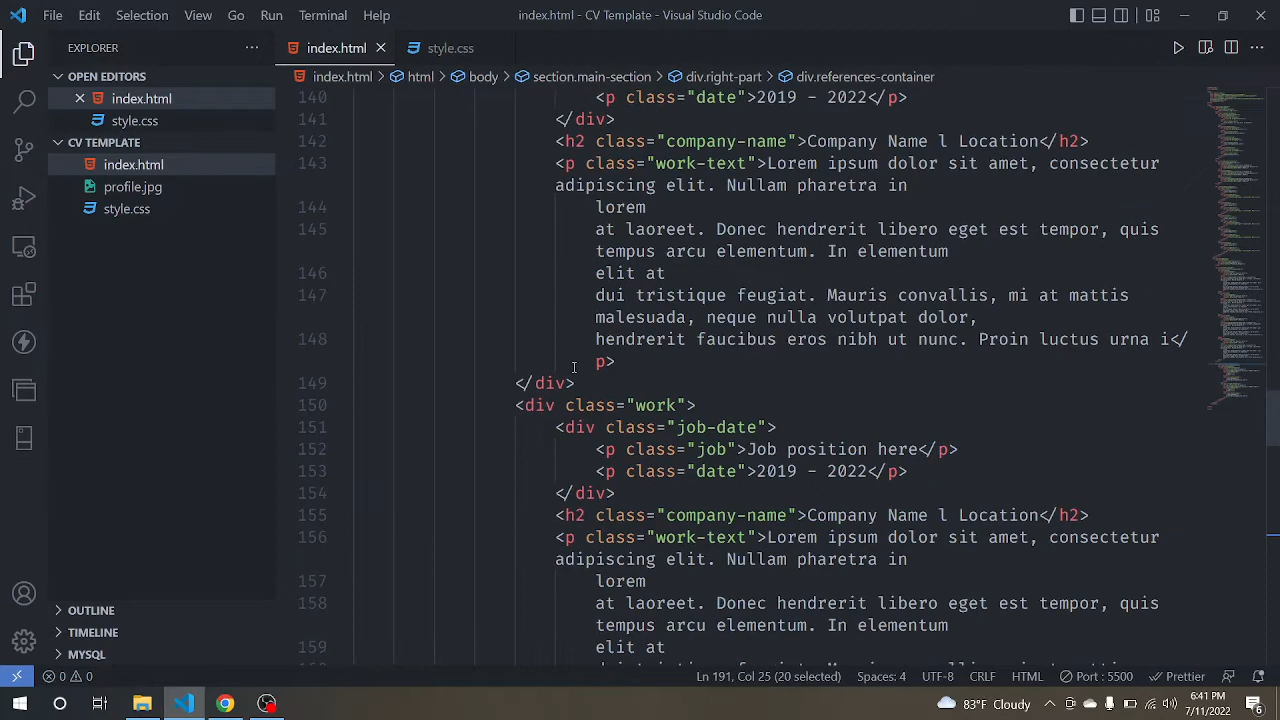 File Edit Selection View Go Run Terminal Help
index.html - CV Template - Visual Studio Code
EXPLORER
OPEN EDITORS
index.html
style.css
CV TEMPLATE
index.html
profile.jpg
style.css
OUTLINE
TIMELINE
MYSQL
index.html style.css
index.html > html > body > section.main-section > div.right-part > div.references-container
140 <p class="date">2019 - 2022</p>
141 </div>
142 <h2 class="company-name">Company Name l Location</h2>
143 <p class="work-text">Lorem ipsum dolor sit amet, consectetur
adipiscing elit. Nullam pharetra in
144 lorem
145 at laoreet. Donec hendrerit libero eget est tempor, quis
tempus arcu elementum. In elementum
146 elit at
147 dui tristique feugiat. Mauris convallis, mi at mattis
malesuada, neque nulla volutpat dolor,
148 hendrerit faucibus eros nibh ut nunc. Proin luctus urna i</
p>
149 </div>
150 <div class="work">
151 <div class="job-date">
152 <p class="job">Job position here</p>
153 <p class="date">2019 - 2022</p>
154 </div>
155 <h2 class="company-name">Company Name l Location</h2>
156 <p class="work-text">Lorem ipsum dolor sit amet, consectetur
adipiscing elit. Nullam pharetra in
157 lorem
158 at laoreet. Donec hendrerit libero eget est tempor, quis
tempus arcu elementum. In elementum
159 elit at
0 0 Ln 191, Col 25 (20 selected) Spaces: 4 UTF-8 CRLF HTML Port : 5500 Prettier
83°F Cloudy
6:41 PM
7/11/2022
6